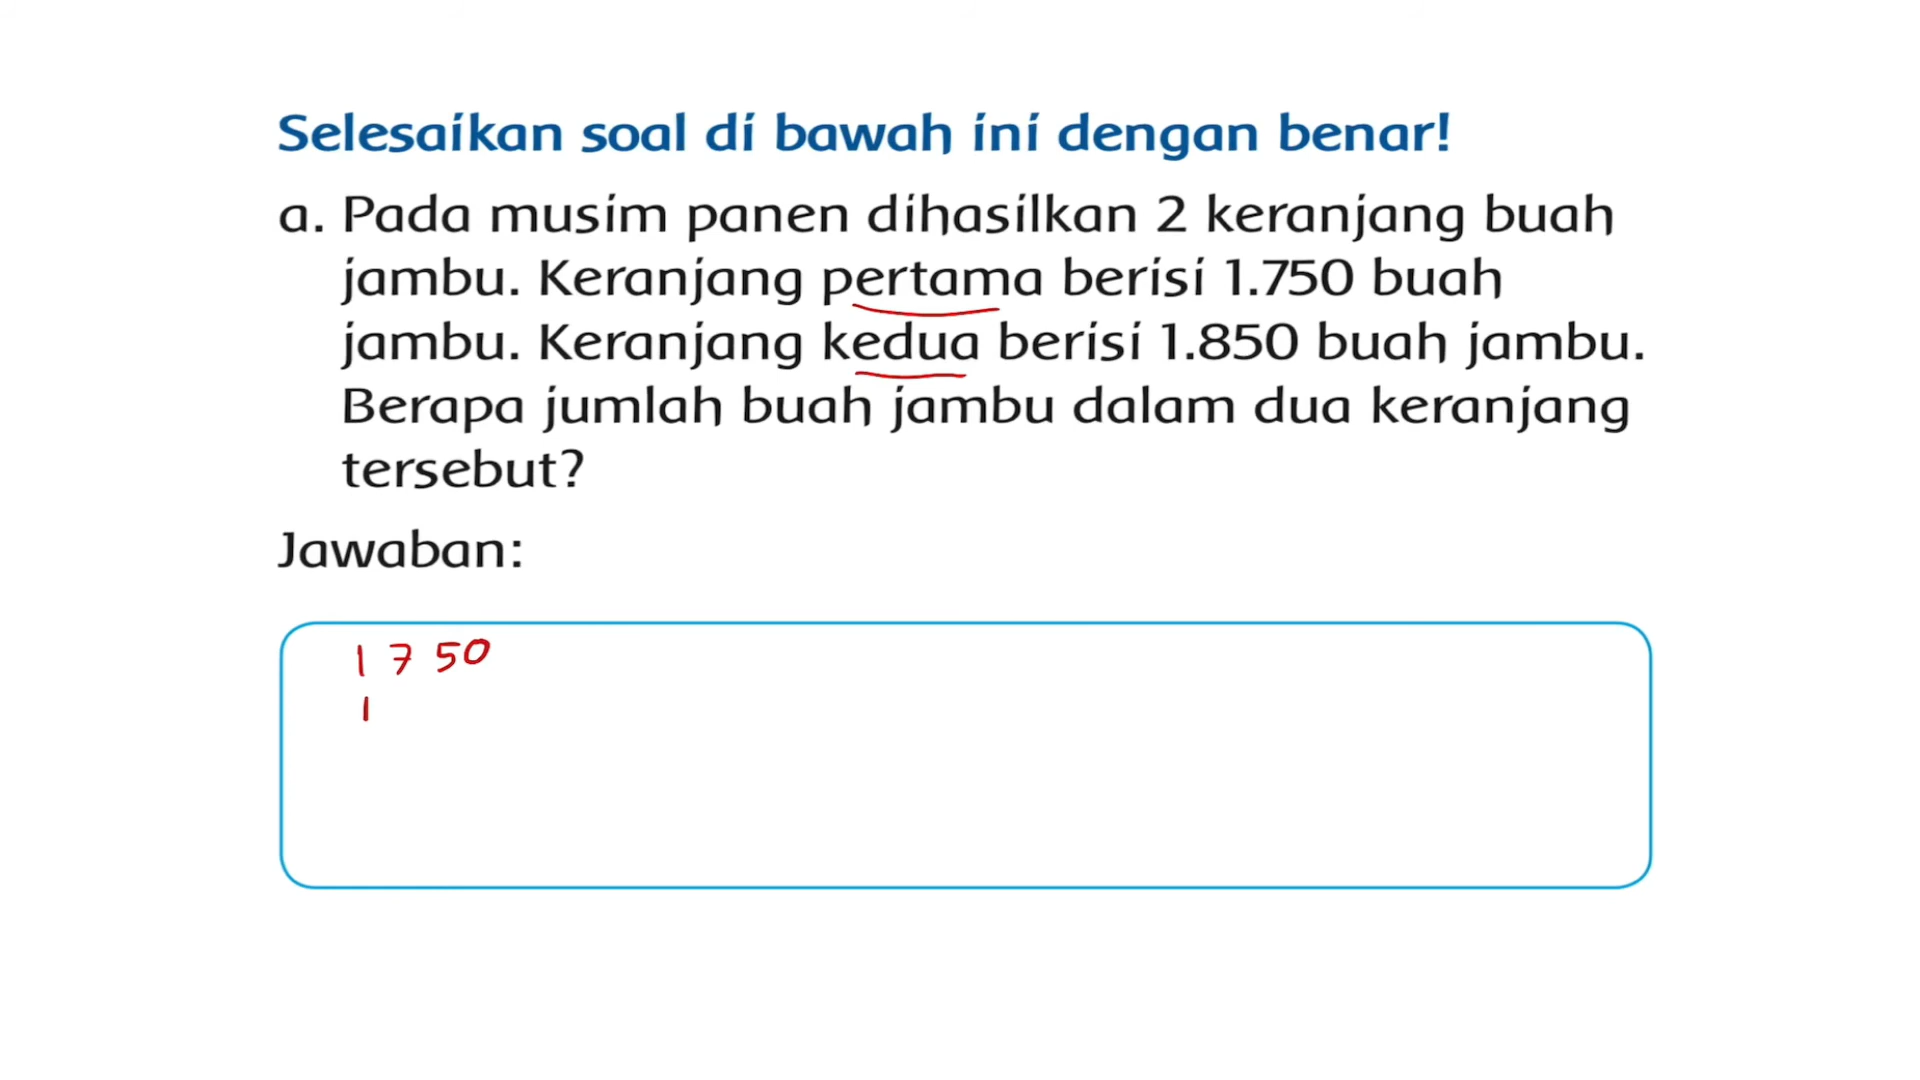 Selesaikan soal di bawah ini dengan benar!
a. Pada musim panen dihasilkan 2 keranjang buah
jambu. Keranjang pertama berisi 1.750 buah
jambu. Keranjang kedua berisi 1.850 buah jambu.
Berapa jumlah buah jambu dalam dua keranjang
tersebut?
Jawaban:
1 7 50
1